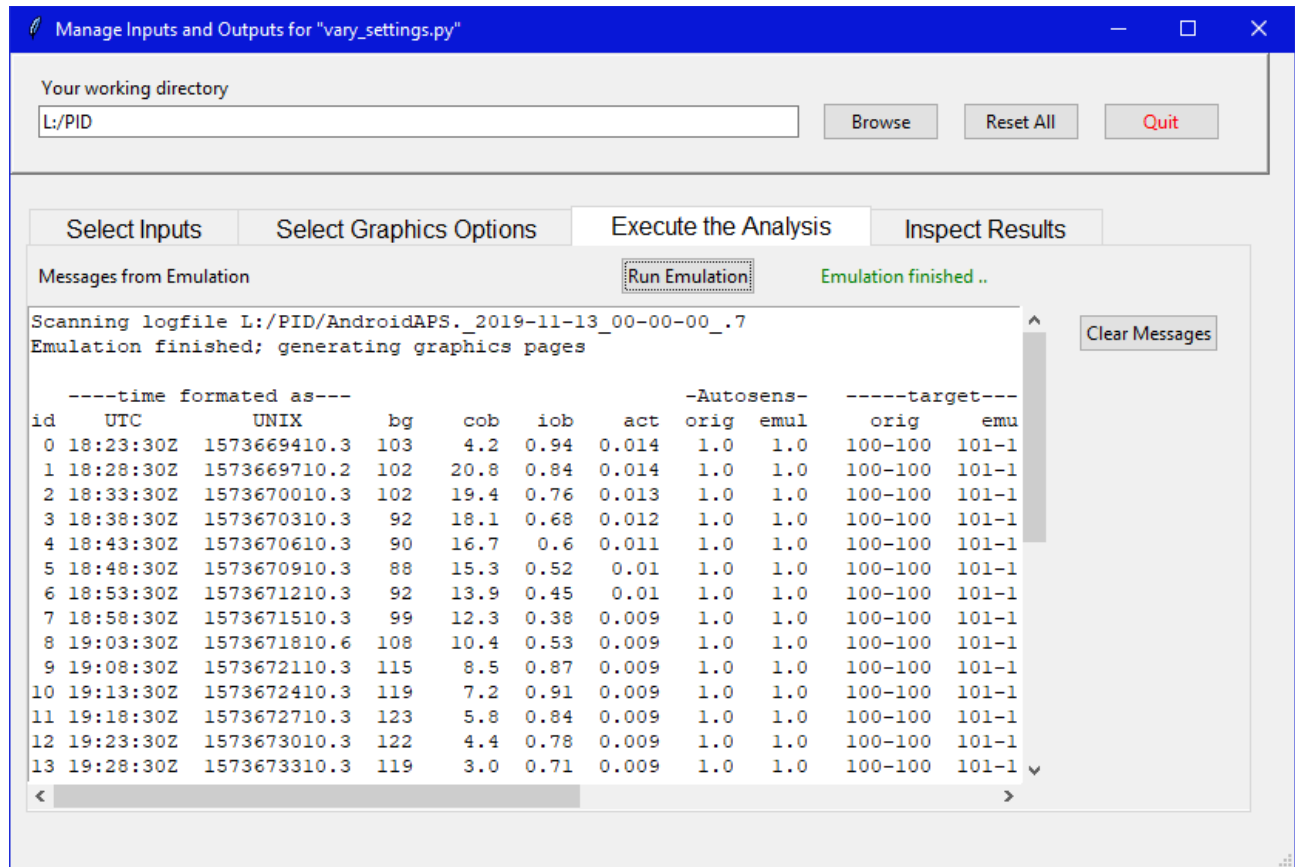 Manage Inputs and Outputs for "vary_settings.py"
Your working directory
L:/PID
Browse
Reset All
Quit
Select Inputs
Select Graphics Options
Execute the Analysis
Inspect Results
Messages from Emulation
Run Emulation
Emulation finished ..
Clear Messages
Scanning logfile L:/PID/AndroidAPS._2019-11-13_00-00-00_.7
Emulation finished; generating graphics pages
----time formated as--- -Autosens- -----target---
id UTC UNIX bg cob iob act orig emul orig emu
0 18:23:30Z 1573669410.3 103 4.2 0.94 0.014 1.0 1.0 100-100 101-1
1 18:28:30Z 1573669710.2 102 20.8 0.84 0.014 1.0 1.0 100-100 101-1
2 18:33:30Z 1573670010.3 102 19.4 0.76 0.013 1.0 1.0 100-100 101-1
3 18:38:30Z 1573670310.3 92 18.1 0.68 0.012 1.0 1.0 100-100 101-1
4 18:43:30Z 1573670610.3 90 16.7 0.6 0.011 1.0 1.0 100-100 101-1
5 18:48:30Z 1573670910.3 88 15.3 0.52 0.01 1.0 1.0 100-100 101-1
6 18:53:30Z 1573671210.3 92 13.9 0.45 0.01 1.0 1.0 100-100 101-1
7 18:58:30Z 1573671510.3 99 12.3 0.38 0.009 1.0 1.0 100-100 101-1
8 19:03:30Z 1573671810.6 108 10.4 0.53 0.009 1.0 1.0 100-100 101-1
9 19:08:30Z 1573672110.3 115 8.5 0.87 0.009 1.0 1.0 100-100 101-1
10 19:13:30Z 1573672410.3 119 7.2 0.91 0.009 1.0 1.0 100-100 101-1
11 19:18:30Z 1573672710.3 123 5.8 0.84 0.009 1.0 1.0 100-100 101-1
12 19:23:30Z 1573673010.3 122 4.4 0.78 0.009 1.0 1.0 100-100 101-1
13 19:28:30Z 1573673310.3 119 3.0 0.71 0.009 1.0 1.0 100-100 101-1